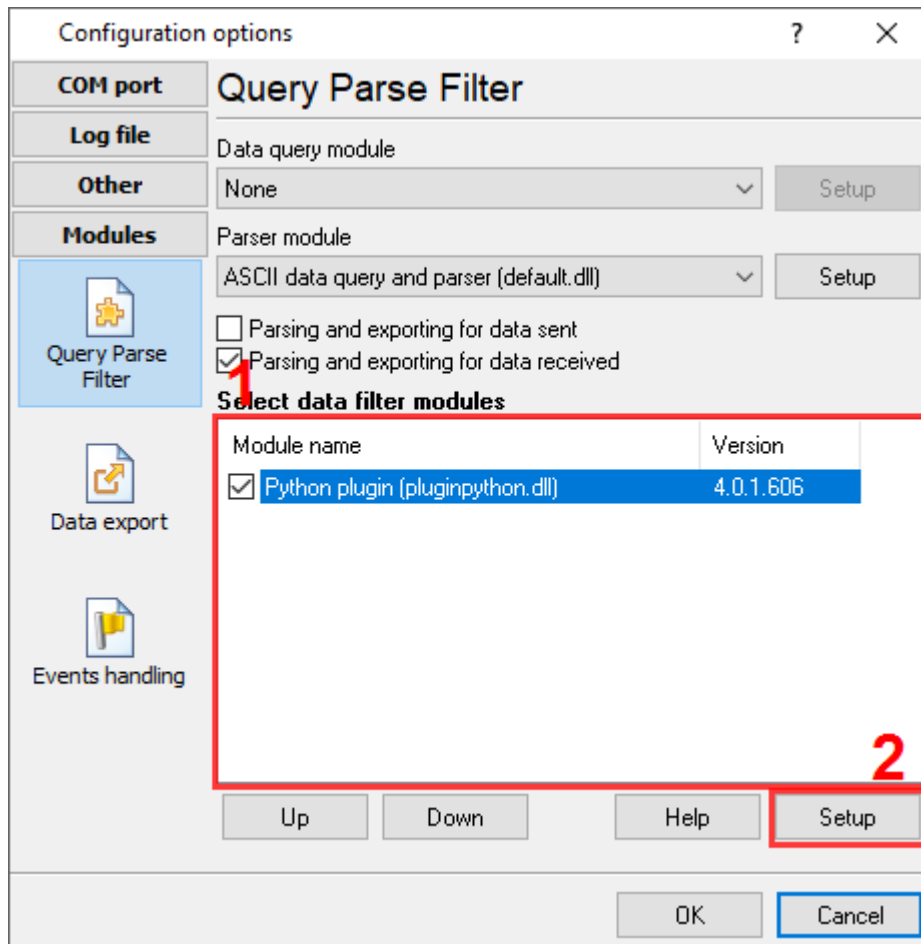 Configuration options
?
COM port
Log file
Other
Modules
Query Parse
Filter
Data export
Events handling
Query Parse Filter
Data query module
None
Setup
Parser module
ASCII data query and parser (default.dll)
Setup
Parsing and exporting for data sent
Parsing and exporting for data received
1
Select data filter modules
Module name Version
Python plugin (pluginpython.dll) 4.0.1.606
2
Up Down Help Setup
OK Cancel